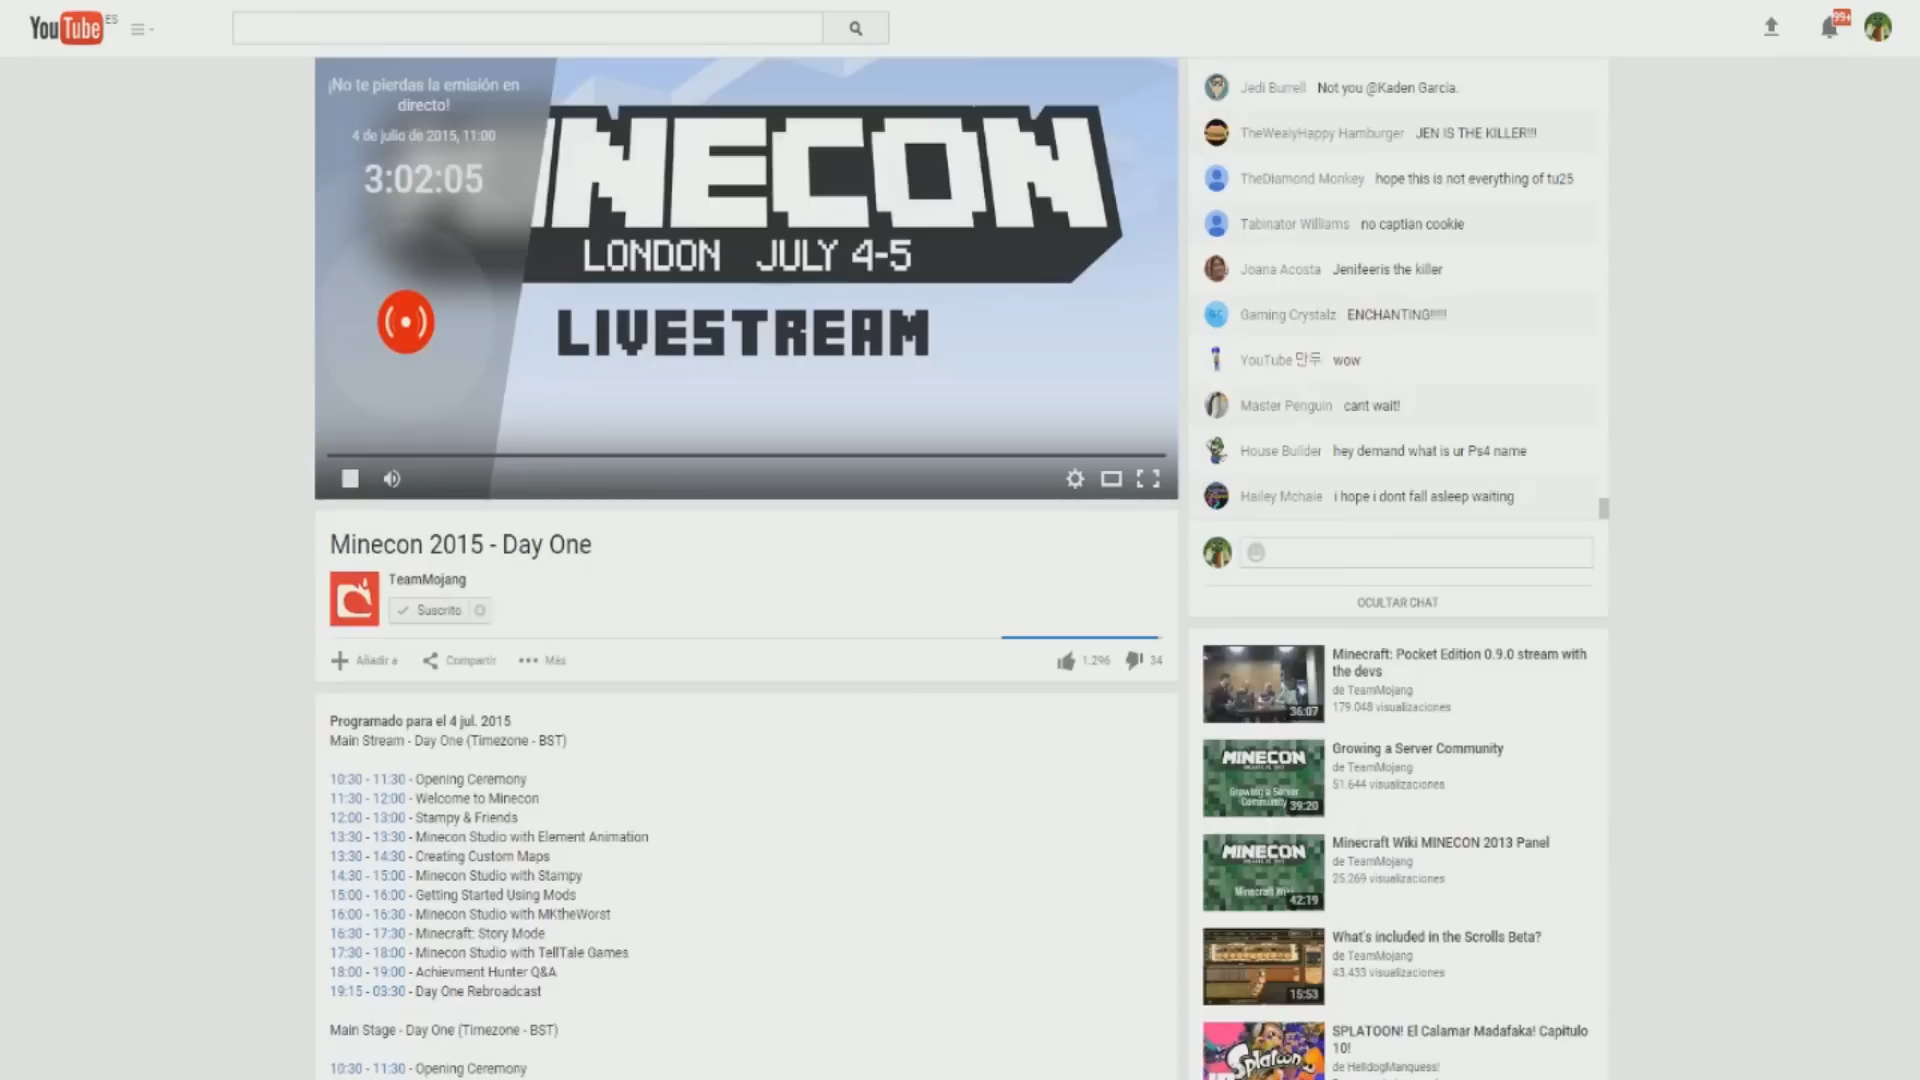 YouTube ES
99+
¡No te pierdas la emisión en
directo!
4 de julio de 2015, 11:00
3:02:05
INECON
LONDON JULY 4-5
LIVESTREAM
Minecon 2015 - Day One
TeamMojang
Suscrito
Añadir a
Compartir
Más
1.296
34
Programado para el 4 jul. 2015
Main Stream - Day One (Timezone - BST)
10:30 - 11:30 - Opening Ceremony
11:30 - 12:00 - Welcome to Minecon
12:00 - 13:00 - Stampy & Friends
13:30 - 13:30 - Minecon Studio with Element Animation
13:30 - 14:30 - Creating Custom Maps
14:30 - 15:00 - Minecon Studio with Stampy
15:00 - 16:00 - Getting Started Using Mods
16:00 - 16:30 - Minecon Studio with MKtheWorst
16:30 - 17:30 - Minecraft: Story Mode
17:30 - 18:00 - Minecon Studio with TellTale Games
18:00 - 19:00 - Achievment Hunter Q&A
19:15 - 03:30 - Day One Rebroadcast
Main Stage - Day One (Timezone - BST)
10:30 - 11:30 - Opening Ceremony
Jedi Burrell Not you @Kaden Garcia.
TheWealyHappy Hamburger JEN IS THE KILLER!!!
TheDiamond Monkey hope this is not everything of tu25
Tabinator Williams no captian cookie
Joana Acosta Jenifeeris the killer
Gaming Crystalz ENCHANTING!!!!!
YouTube 만두 wow
Master Penguin cant wait!
House Builder hey demand what is ur Ps4 name
Hailey Mchale i hope i dont fall asleep waiting
OCULTAR CHAT
36:07
Minecraft: Pocket Edition 0.9.0 stream with
the devs
de TeamMojang
179.048 visualizaciones
MINECON
Growing a Server
Community
39:20
Growing a Server Community
de TeamMojang
51.644 visualizaciones
MINECON
Minecraft Wiki
42:19
Minecraft Wiki MINECON 2013 Panel
de TeamMojang
25.269 visualizaciones
15:53
What's included in the Scrolls Beta?
de TeamMojang
43.433 visualizaciones
Splatoon
SPLATOON! El Calamar Madafaka! Capitulo
10!
de HelldogManquess!